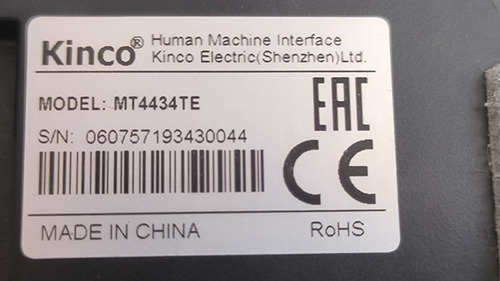 Kinco® Human Machine Interface
Kinco Electric(Shenzhen)Ltd.
MODEL: MT4434TE
EAC
S/N: 060757193430044
CE
MADE IN CHINA RoHS